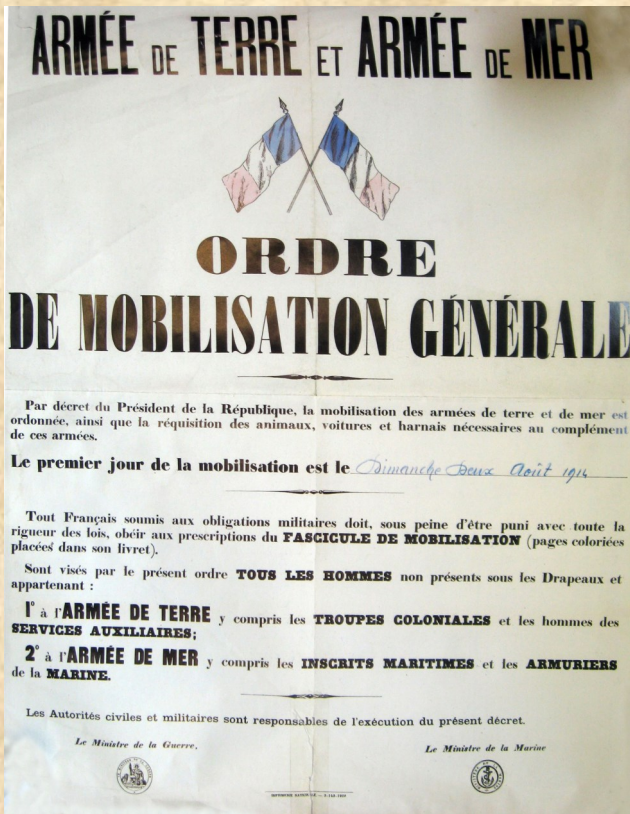 ARMÉE DE TERRE ET ARMÉE DE MER
ORDRE
DE MOBILISATION GÉNÉRALE
Par décret du Président de la République, la mobilisation des armées de terre et de mer est
ordonnée, ainsi que la réquisition des animaux, voitures et harnais nécessaires au complément
de ces armées.
Le premier jour de la mobilisation est le Dimanche Deux Août 1914
Tout Français soumis aux obligations militaires doit, sous peine d'être puni avec toute la
rigueur des lois, obéir aux prescriptions du FASCICULE DE MOBILISATION (pages coloriées
placées dans son livret).
Sont visés par le présent ordre TOUS LES HOMMES non présents sous les Drapeaux et
appartenant :
1° à l'ARMÉE DE TERRE y compris les TROUPES COLONIALES et les hommes des
SERVICES AUXILIAIRES;
2° à l'ARMÉE DE MER y compris les INSCRITS MARITIMES et les ARMURIERS
de la MARINE.
Les Autorités civiles et militaires sont responsables de l'exécution du présent décret.
Le Ministre de la Guerre,
Le Ministre de la Marine
IMPRIMERIE NATIONALE